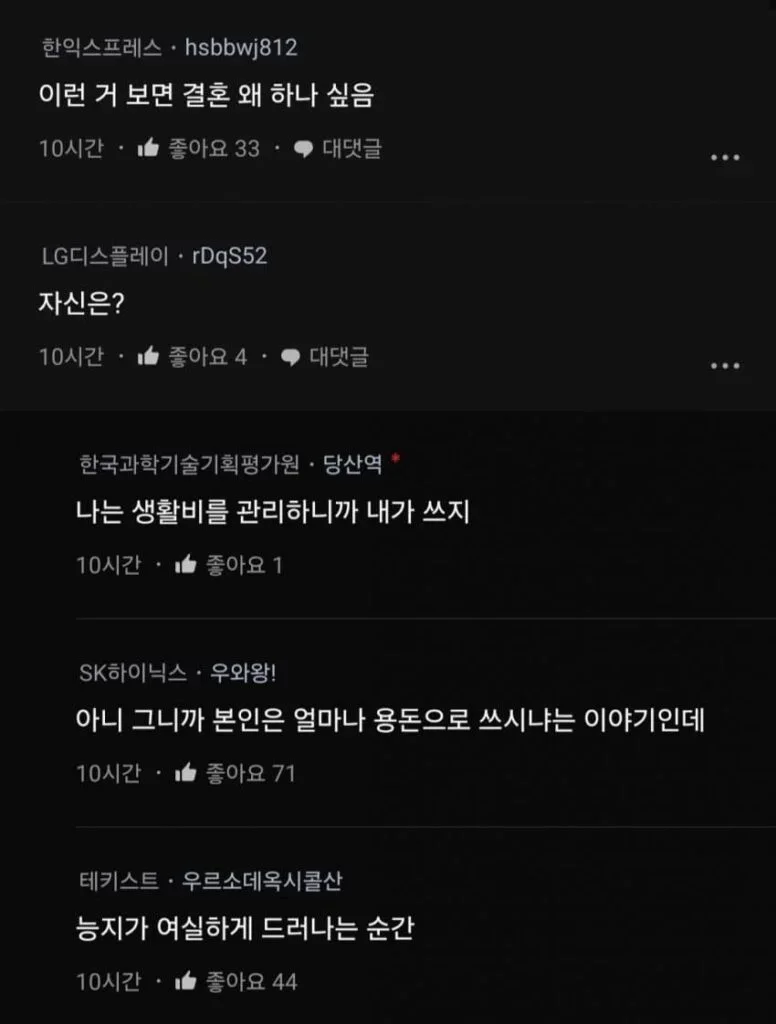 한익스프레스 · hsbbwj812
이런 거 보면 결혼 왜 하나 싶음
10시간 · 좋아요 33 · 대댓글
LG디스플레이 · rDqS52
자신은?
10시간 · 좋아요 4 · 대댓글
한국과학기술기획평가원 · 당산역 *
나는 생활비를 관리하니까 내가 쓰지
10시간 · 좋아요 1
SK하이닉스 · 우와왕!
아니 그니까 본인은 얼마나 용돈으로 쓰시냐는 이야기인데
10시간 · 좋아요 71
테키스트 · 우르소데옥시콜산
능지가 여실하게 드러나는 순간
10시간 · 좋아요 44